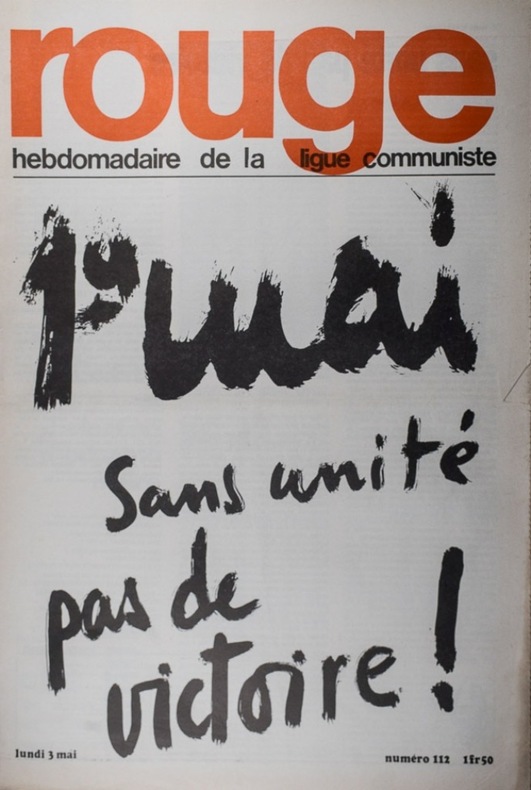 rouge
hebdomadaire de la ligue communiste
1er mai
Sans unité
pas de
victoire !
lundi 3 mai
numéro 112 1fr50